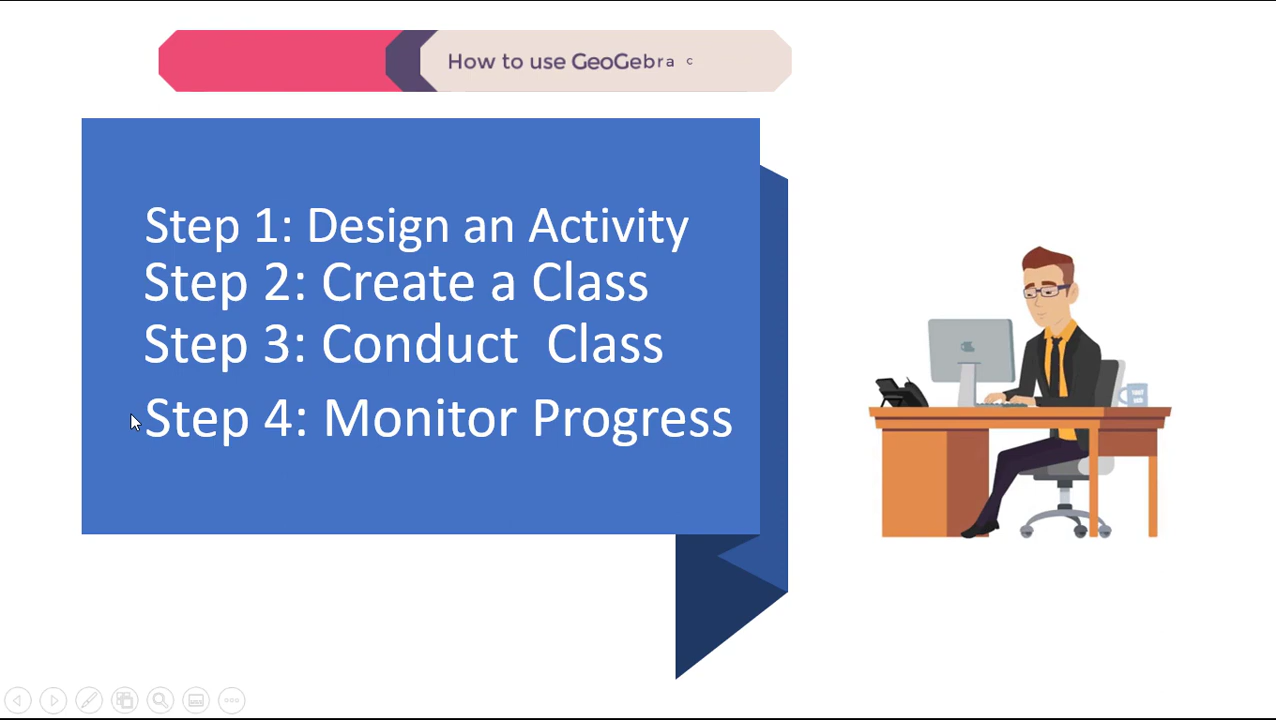 How to use GeoGebra c
Step 1: Design an Activity
Step 2: Create a Class
Step 3: Conduct Class
Step 4: Monitor Progress